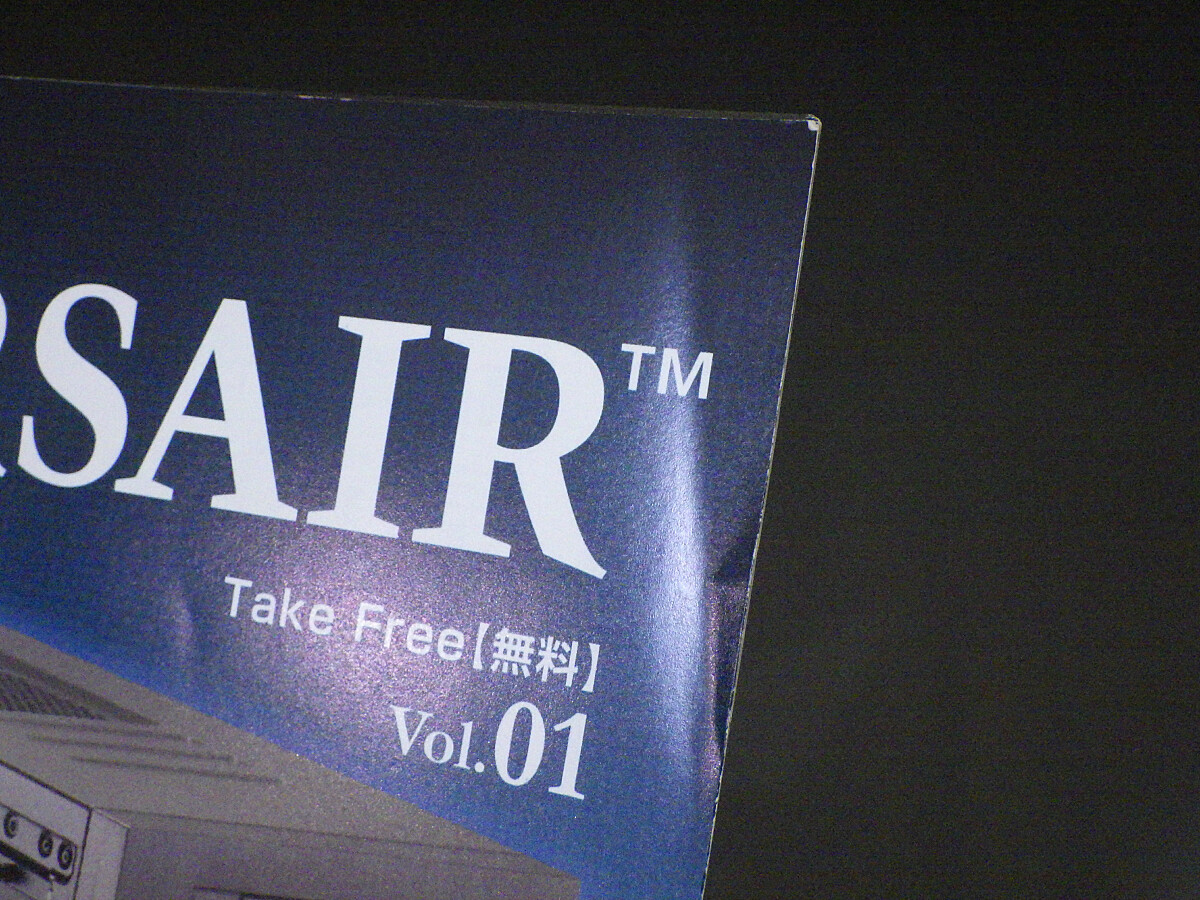 RSAIR™
Take Free【無料】
Vol.01